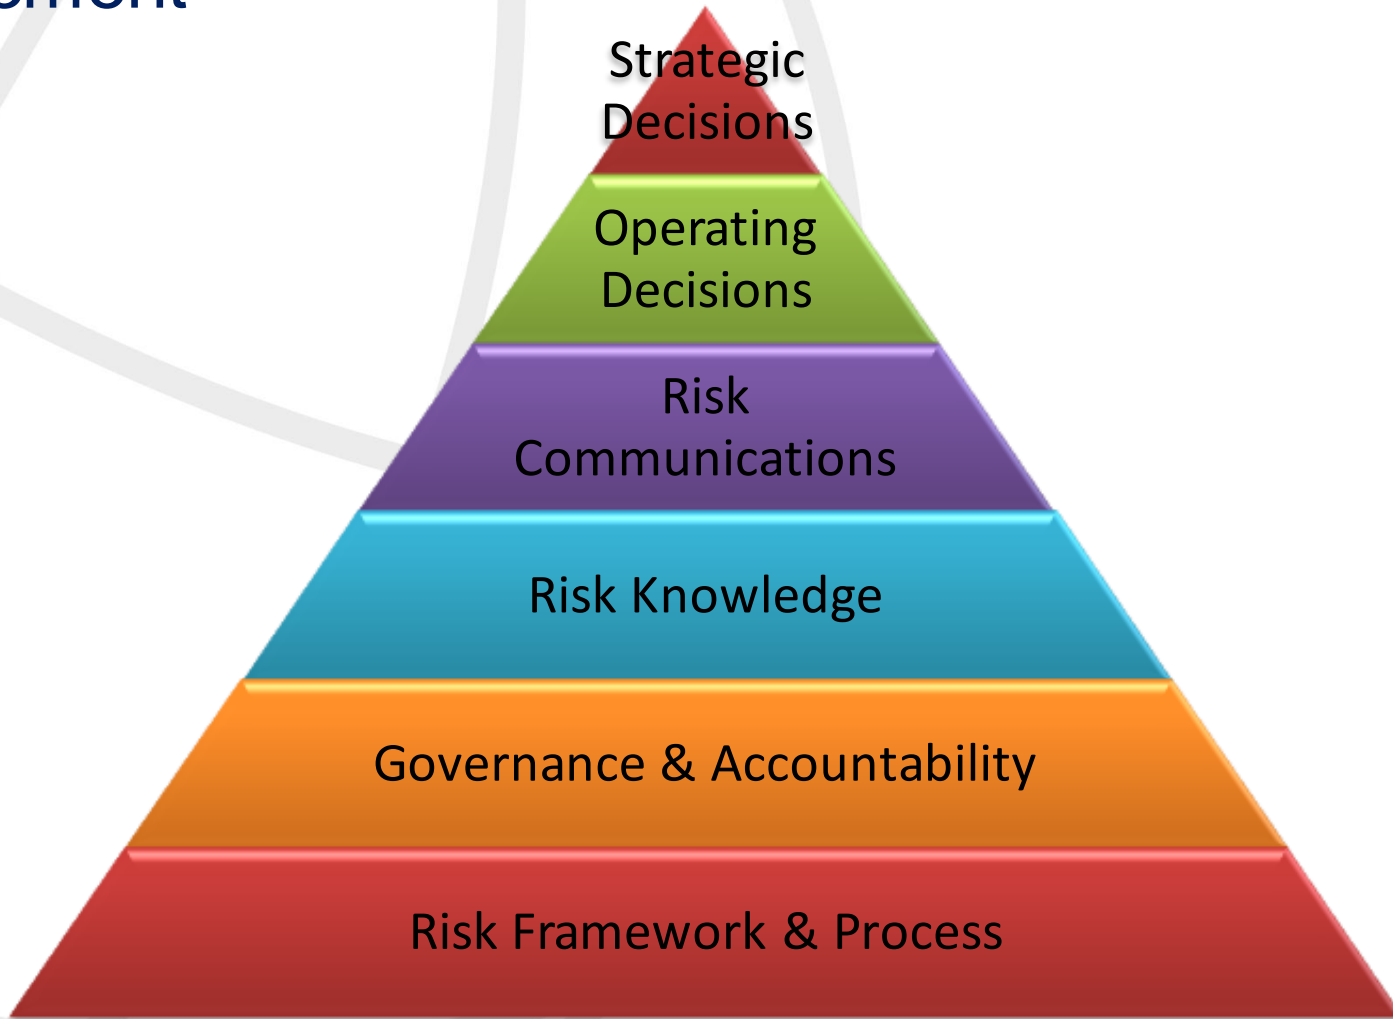 Strategic
Decisions
Operating
Decisions
Risk
Communications
Risk Knowledge
Governance & Accountability
Risk Framework & Process